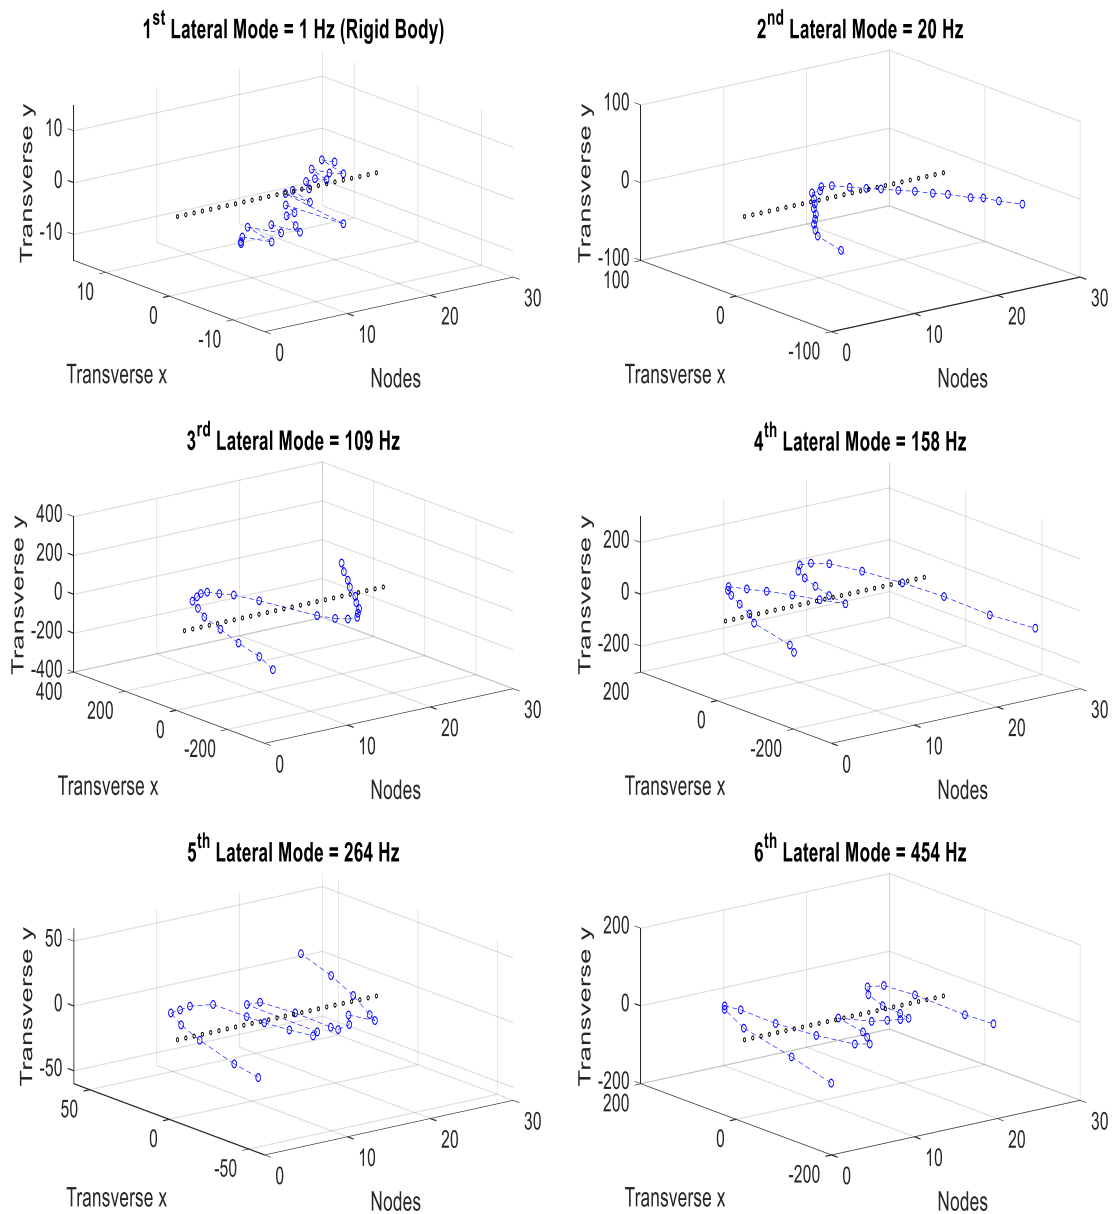 1st Lateral Mode = 1 Hz (Rigid Body)
2nd Lateral Mode = 20 Hz
Transverse y
10
0
-10
10
0
-10
0
10
20
30
Transverse x
Nodes
Transverse y
100
0
-100
100
0
-100
0
10
20
30
Transverse x
Nodes
3rd Lateral Mode = 109 Hz
4th Lateral Mode = 158 Hz
Transverse y
400
200
0
-200
-400
400
200
0
-200
0
10
20
30
Transverse x
Nodes
Transverse y
200
0
-200
200
0
-200
0
10
20
30
Transverse x
Nodes
5th Lateral Mode = 264 Hz
6th Lateral Mode = 454 Hz
Transverse y
50
0
-50
50
0
-50
0
10
20
30
Transverse x
Nodes
Transverse y
200
0
-200
200
0
-200
0
10
20
30
Transverse x
Nodes